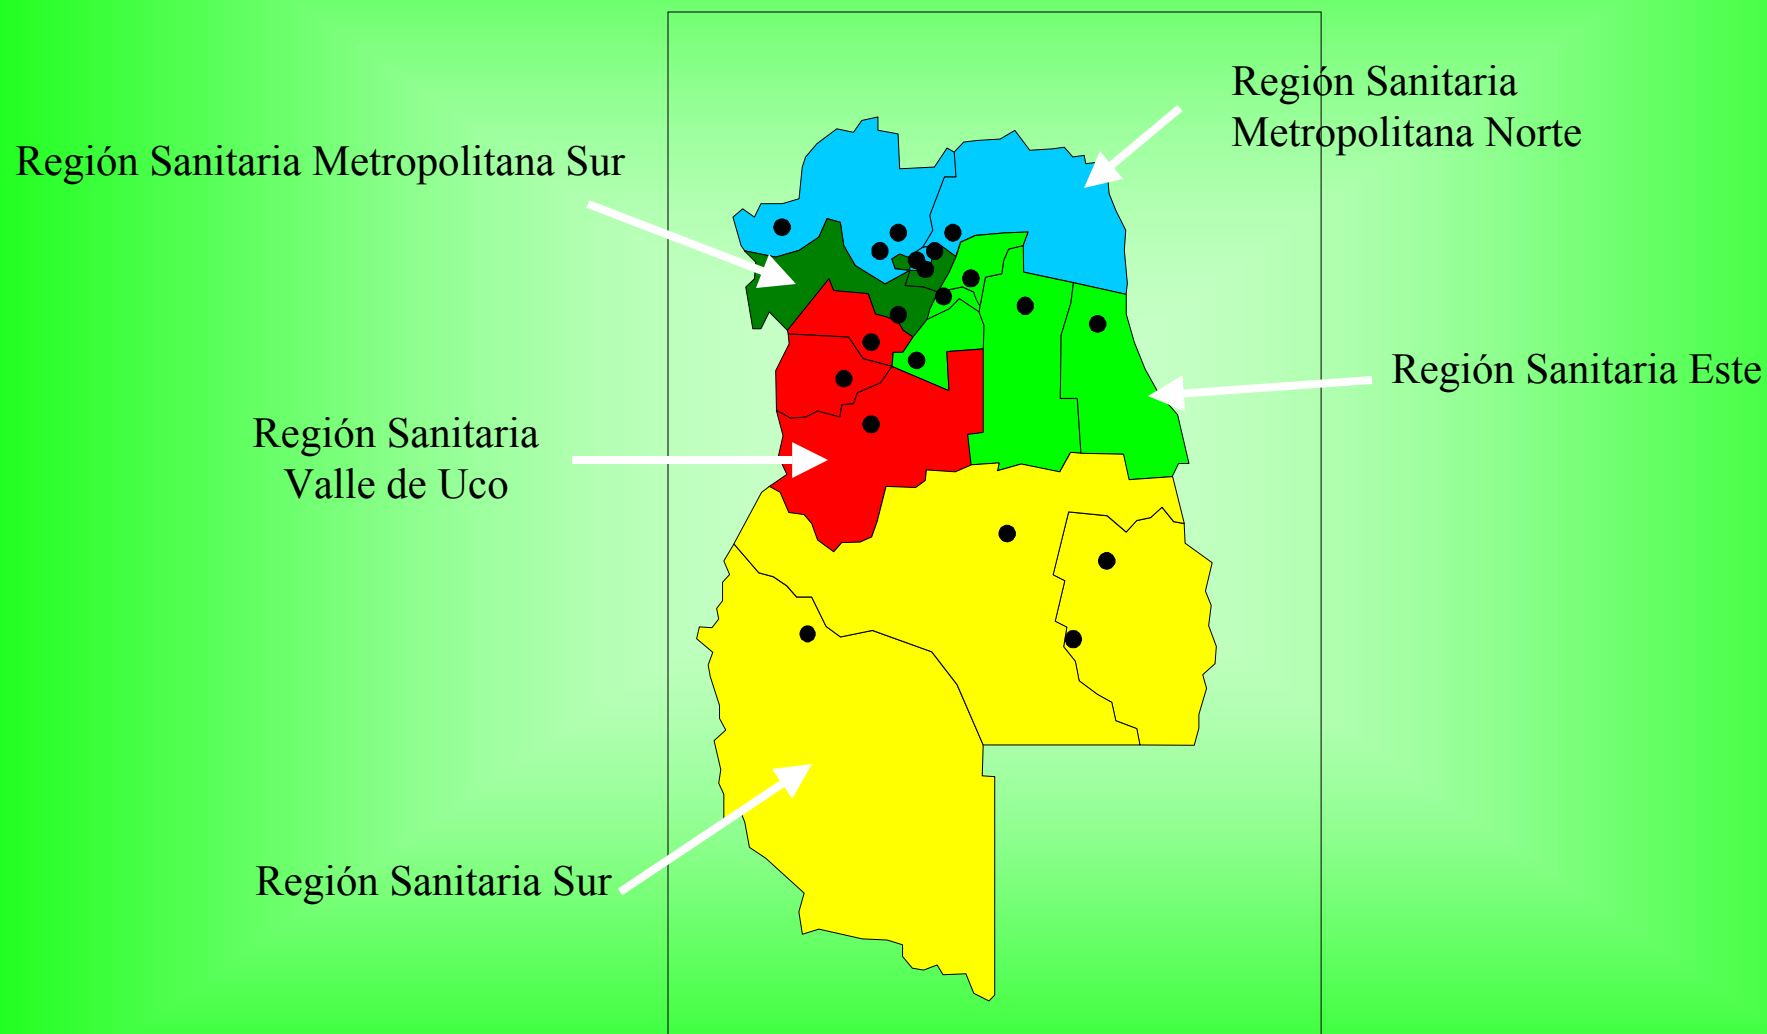 Región Sanitaria
Metropolitana Norte
Región Sanitaria Metropolitana Sur
Región Sanitaria Este
Región Sanitaria
Valle de Uco
Región Sanitaria Sur